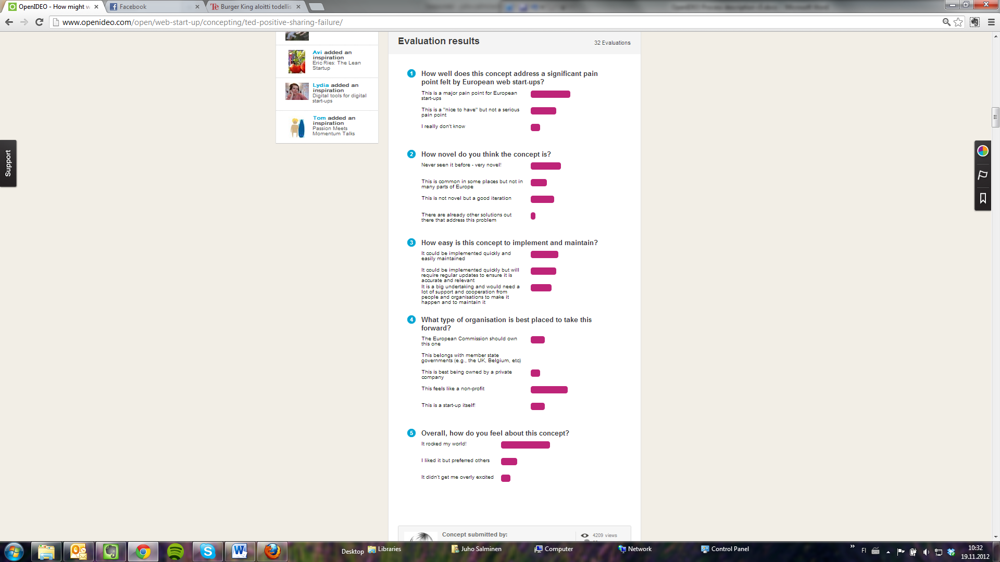 OpenIDEO - How might w
Facebook
Burger King aloitti todellis
www.openideo.com/open/web-start-up/concepting/ted-positive-sharing-failure/
Avi added an
inspiration
Eric Ries: The Lean
Startup
Lydia added an
inspiration
Digital tools for digital
start-ups
Tom added an
inspiration
Passion Meets
Momentum Talks
Support
Evaluation results
32 Evaluations
1 How well does this concept address a significant pain
point felt by European web start-ups?
This is a major pain point for European
start-ups
This is a "nice to have" but not a serious
pain point
I really don't know
2 How novel do you think the concept is?
Never seen it before - very novel!
This is common in some places but not in
many parts of Europe
This is not novel but a good iteration
There are already other solutions out
there that address this problem
3 How easy is this concept to implement and maintain?
It could be implemented quickly and
easily maintained
It could be implemented quickly but will
require regular updates to ensure it is
accurate and relevant
It is a big undertaking and would need a
lot of support and cooperation from
people and organisations to make it
happen and to maintain it
4 What type of organisation is best placed to take this
forward?
The European Commission should own
this one
This belongs with member state
governments (e.g., the UK, Belgium, etc)
This is best being owned by a private
company
This feels like a non-profit
This is a start-up itself!
5 Overall, how do you feel about this concept?
It rocked my world!
I liked it but preferred others
It didn't get me overly excited
Concept submitted by:
4209 views
Desktop
Libraries
Juho Salminen
Computer
Network
Control Panel
FI
10:32
19.11.2012